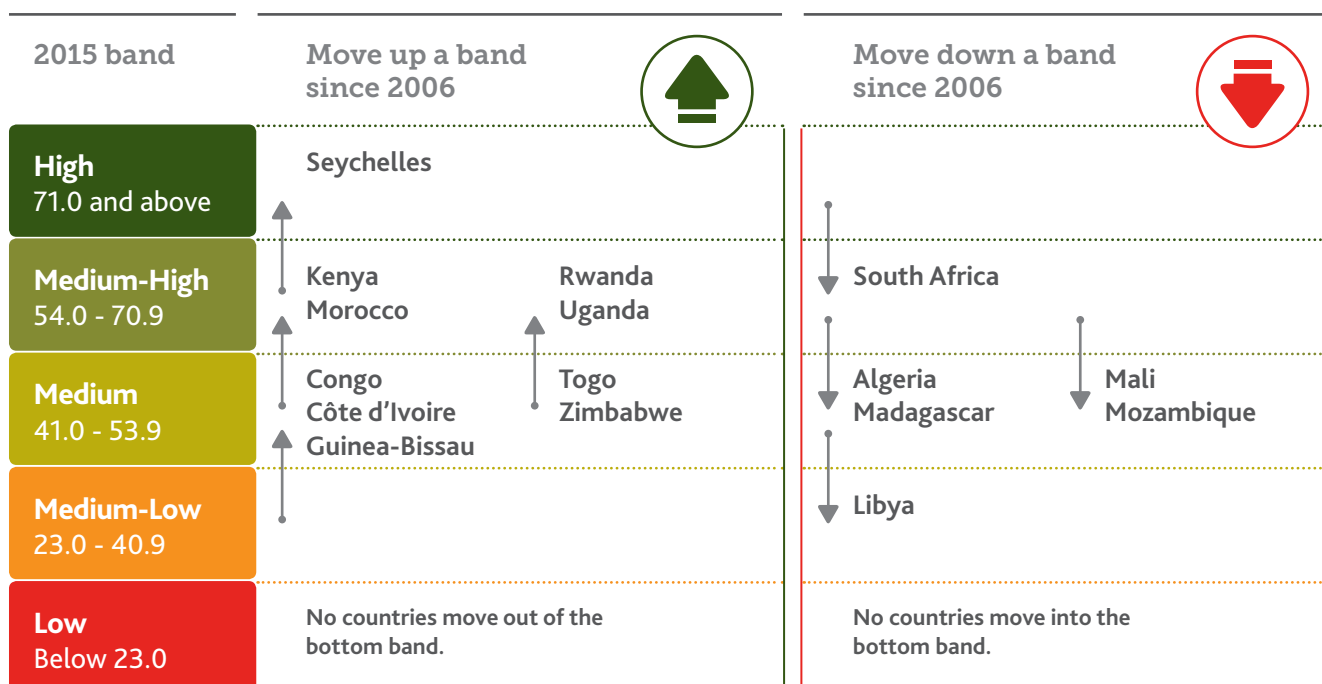 2015 band
Move up a band
since 2006
Move down a band
since 2006
High
71.0 and above
Seychelles
Medium-High
54.0 - 70.9
Kenya
Morocco
Rwanda
Uganda
South Africa
Medium
41.0 - 53.9
Congo
Côte d’Ivoire
Guinea-Bissau
Togo
Zimbabwe
Algeria
Madagascar
Mali
Mozambique
Medium-Low
23.0 - 40.9
Libya
Low
Below 23.0
No countries move out of the
bottom band.
No countries move into the
bottom band.